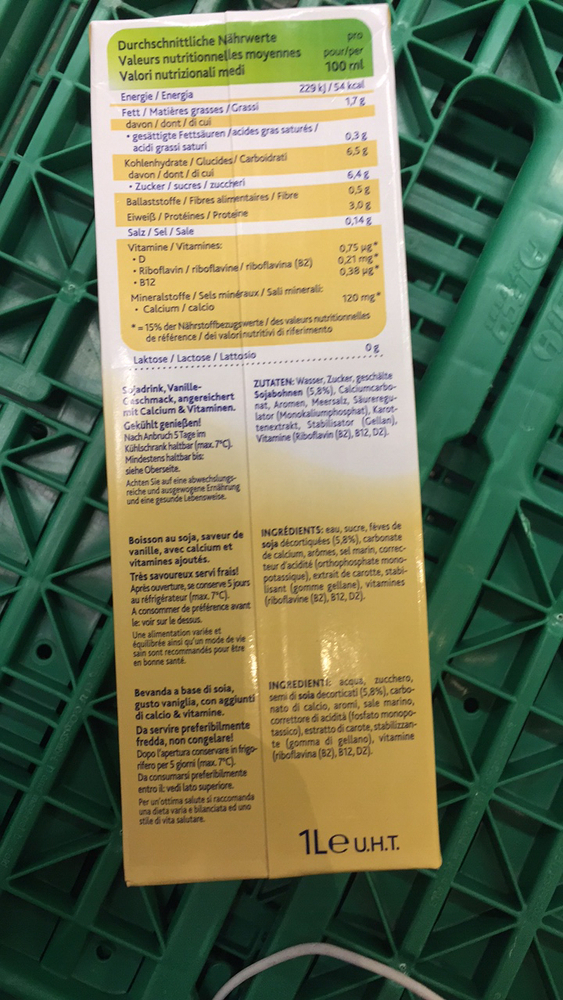 Durchschnittliche Nährwerte pro
Valeurs nutritionnelles moyennes pour/per
Valori nutrizionali medi 100 ml
Energie / Energia 229 kJ / 54 kcal
Fett / Matières grasses / Grassi 1,7 g
davon / dont / di cui
• gesättigte Fettsäuren / acides gras saturés /
acidi grassi saturi 0,3 g
Kohlenhydrate / Glucides / Carboidrati 6,5 g
davon / dont / di cui
• Zucker / sucres / zuccheri 6,4 g
Ballaststoffe / Fibres alimentaires / Fibre 0,5 g
Eiweiß / Protéines / Proteine 3,0 g
Salz / Sel / Sale 0,14 g
Vitamine / Vitamines:
• D 0,75 µg*
• Riboflavin / riboflavine / riboflavina (B2) 0,21 mg*
• B12 0,38 µg*
Mineralstoffe / Sels minéraux / Sali minerali:
• Calcium / calcio 120 mg*
* = 15% der Nährstoffbezugswerte / des valeurs nutritionnelles
de référence / dei valori nutritivi di riferimento
Laktose / Lactose / Lattosio 0 g
Sojadrink, Vanille-
Geschmack, angereichert
mit Calcium & Vitaminen.
Gekühlt genießen!
Nach Anbruch 5 Tage im
Kühlschrank haltbar (max. 7°C).
Mindestens haltbar bis:
siehe Oberseite.
Achten Sie auf eine abwechslungs-
reiche und ausgewogene Ernährung
und eine gesunde Lebensweise.
ZUTATEN: Wasser, Zucker, geschälte
Sojabohnen (5,8%), Calciumcarbo-
nat, Aromen, Meersalz, Säureregu-
lator (Monokaliumphosphat), Karot-
tenextrakt, Stabilisator (Gellan),
Vitamine (Riboflavin (B2), B12, D2).
Boisson au soja, saveur de
vanille, avec calcium et
vitamines ajoutés.
Très savoureux servi frais!
Après ouverture, se conserve 5 jours
au réfrigérateur (max. 7°C).
A consommer de préférence avant
le: voir sur le dessus.
Une alimentation variée et
équilibrée ainsi qu'un mode de vie
sain sont recommandés pour être
en bonne santé.
INGRÉDIENTS: eau, sucre, fèves de
soja décortiquées (5,8%), carbonate
de calcium, arômes, sel marin, correc-
teur d'acidité (orthophosphate mono-
potassique), extrait de carotte, stabi-
lisant (gomme gellane), vitamines
(riboflavine (B2), B12, D2).
Bevanda a base di soia,
gusto vaniglia, con aggiunti
di calcio & vitamine.
Da servire preferibilmente
fredda, non congelare!
Dopo l'apertura conservare in frigo-
rifero per 5 giorni (max. 7°C).
Da consumarsi preferibilmente
entro il: vedi lato superiore.
Per un'ottima salute si raccomanda
una dieta varia e bilanciata ed uno
stile di vita salutare.
INGREDIENTI: acqua, zucchero,
semi di soia decorticati (5,8%), carbo-
nato di calcio, aromi, sale marino,
correttore di acidità (fosfato monopo-
tassico), estratto di carote, stabilizzan-
te (gomma di gellano), vitamine
(riboflavina (B2), B12, D2).
1L e U.H.T.